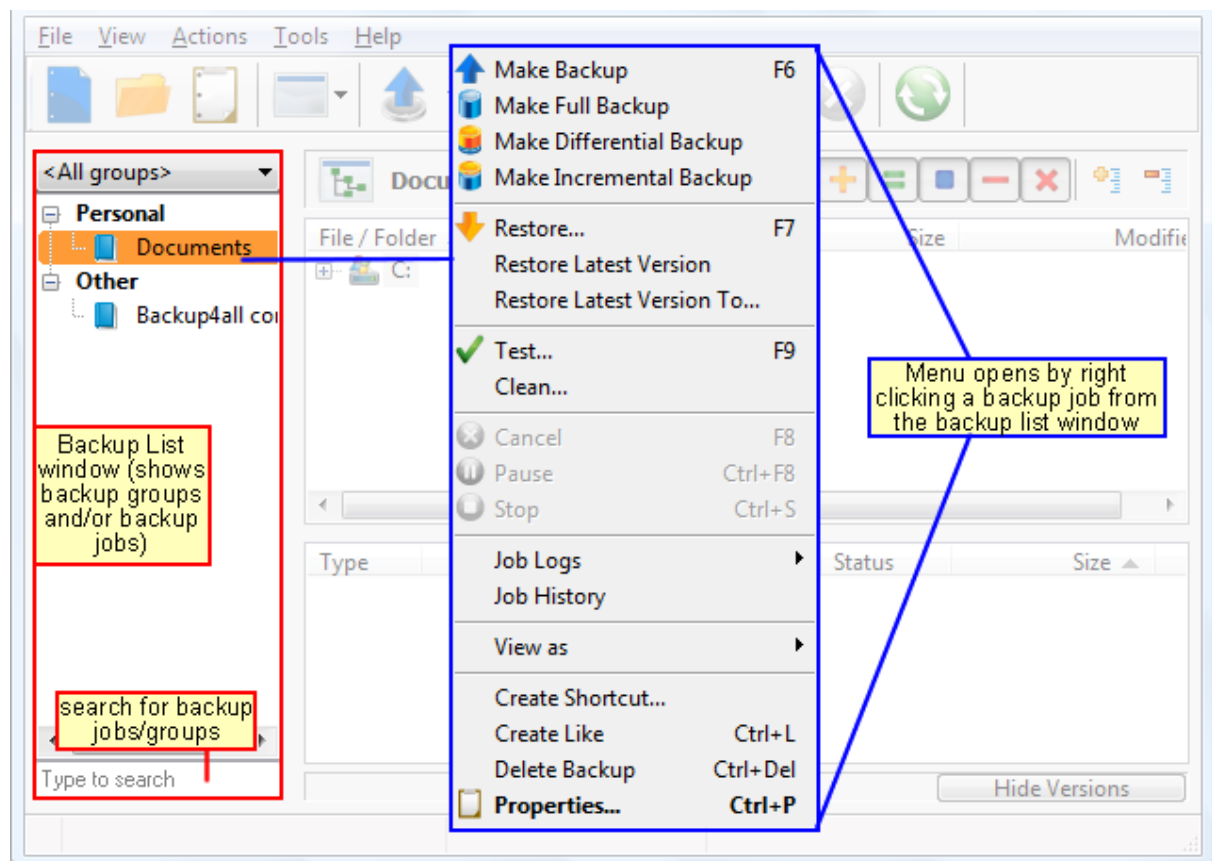 File View Actions Tools Help
<All groups>
Personal
Documents
Other
Backup4all
Backup List
window (shows
backup groups
and/or backup
jobs)
search for backup
jobs/groups
Type to search
File / Folder
Size
C:
Type
Status
Size
Hide Versions
Make Backup F6
Make Full Backup
Make Differential Backup
Make Incremental Backup
Restore... F7
Restore Latest Version
Restore Latest Version To...
Test... F9
Clean...
Cancel F8
Pause Ctrl+F8
Stop Ctrl+S
Job Logs
Job History
View as
Create Shortcut...
Create Like Ctrl+L
Delete Backup Ctrl+Del
Properties... Ctrl+P
Menu opens by right
clicking a backup job from
the backup list window